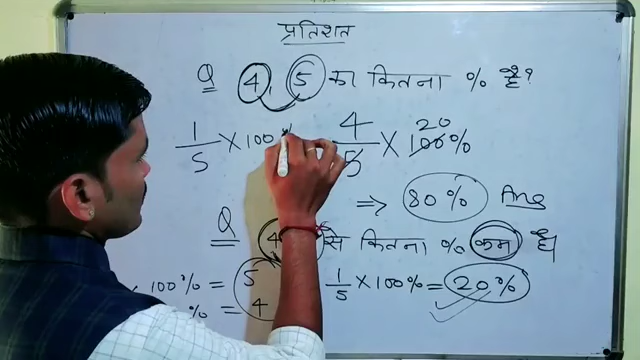 प्रतिशत
Q 4, 5 का कितना % है?
1/5 × 100% 4/5 × 100% 20
⇒ 80% Ans
Q 4 से कितना % कम है
100% = 5 1/5 × 100% = 20%
% = 4